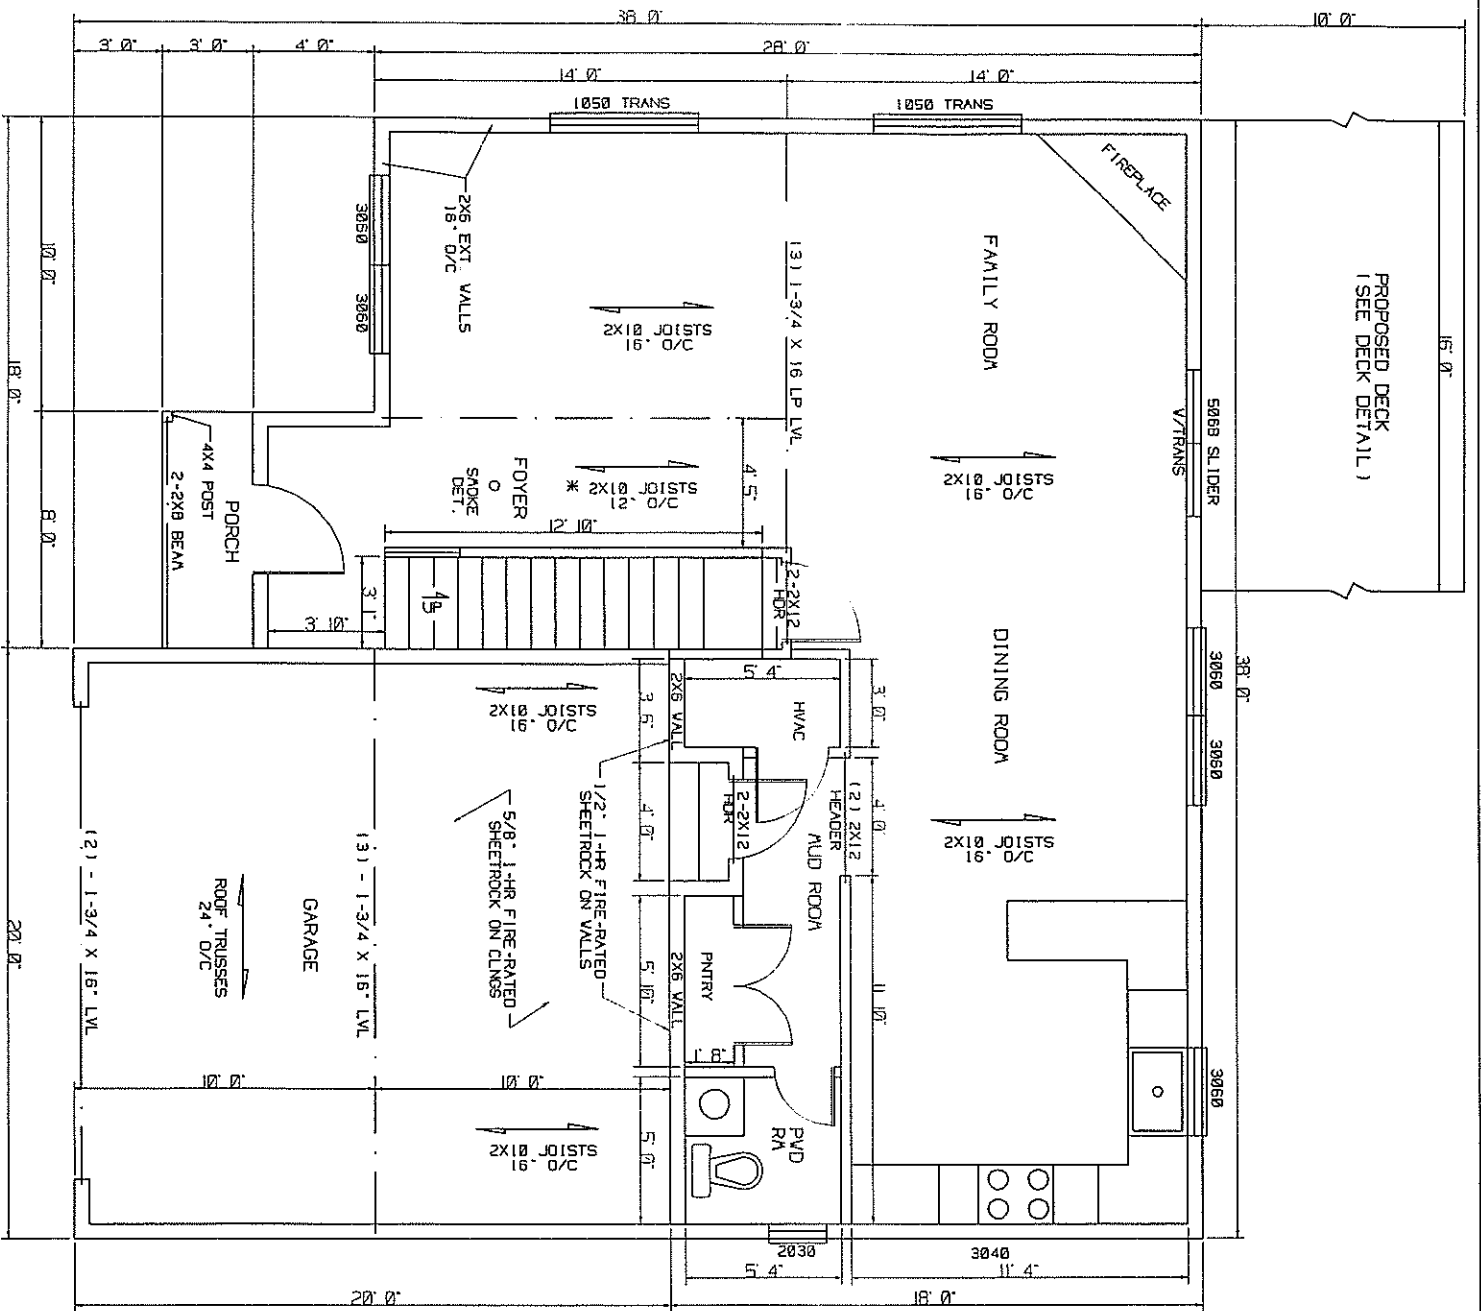 38' 0"
10' 0"
3' 0"
3' 0"
4' 0"
28' 0"
14' 0"
14' 0"
1050 TRANS
1050 TRANS
FIREPLACE
PROPOSED DECK
(SEE DECK DETAIL)
16' 0"
FAMILY ROOM
2X6 EXT. WALLS
16" O/C
3060
3060
10' 0"
18' 0"
8' 0"
2X10 JOISTS
16" O/C
(3) 1-3/4 X 16 LP LVL
5068 SLIDER
W/TRANS
2X10 JOISTS
16" O/C
4' 5"
* 2X10 JOISTS
12" O/C
FOYER
SMOKE
DET.
12' 10"
4X4 POST
PORCH
2-2X8 BEAM
3' 1"
3' 10"
2-2X12
HDR
DINING ROOM
3060
3060
38' 0"
5' 4"
3' 0"
HVAC
2X6 WALL
3' 6"
2X10 JOISTS
16" O/C
1/2" 1-HR FIRE-RATED
SHEETROCK ON WALLS
5/8" 1-HR FIRE-RATED
SHEETROCK ON CLNGS
4' 0"
2-2X12
HDR
MUD ROOM
(2) 2X12
HEADER
4' 0"
2X10 JOISTS
16" O/C
(2) - 1-3/4 X 16" LVL
ROOF TRUSSES
24" O/C
GARAGE
(3) - 1-3/4 X 16" LVL
20' 0"
PNTRY
2X6 WALL
5' 10"
11' 10"
1' 8"
10' 0"
10' 0"
2X10 JOISTS
16" O/C
5' 0"
PWD
RM
3060
2030
3040
5' 4"
11' 4"
20' 0"
18' 0"